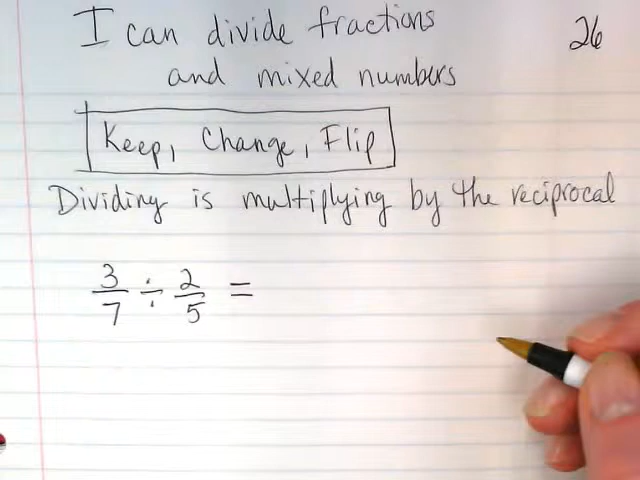 I can divide fractions 26
and mixed numbers
Keep, Change, Flip
Dividing is multiplying by the reciprocal
3/7 ÷ 2/5 =